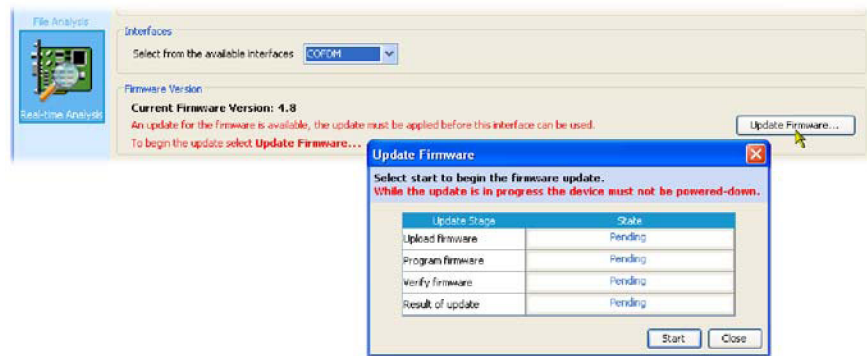 File Analysis
Real-time Analysis
Interfaces
Select from the available interfaces COFDM
Firmware Version
Current Firmware Version: 4.8
An update for the firmware is available, the update must be applied before this interface can be used.
To begin the update select Update Firmware...
Update Firmware...
Update Firmware
Select start to begin the firmware update.
While the update is in progress the device must not be powered-down.
Update Stage State
Upload firmware Pending
Program firmware Pending
Verify firmware Pending
Result of update Pending
Start Close